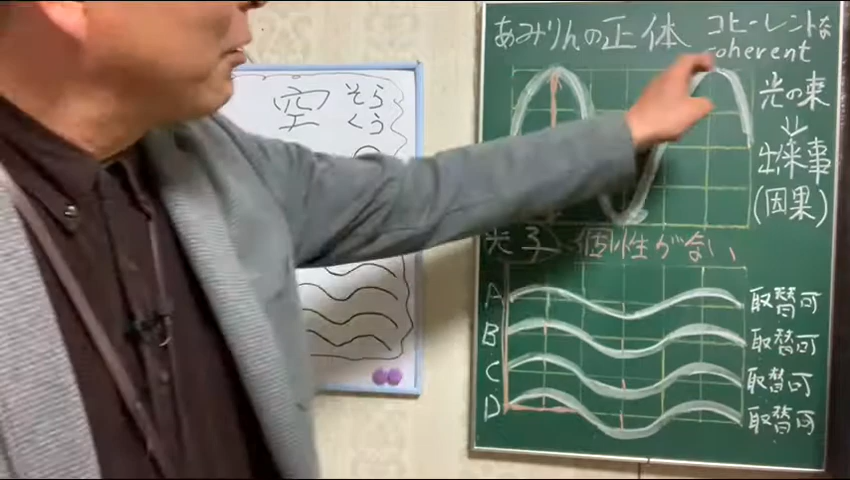 空 そら
くう
あみりんの正体
コヒーレントな
coherent
光の束
出来事
(因果)
光子 個性がない
A 取替可
B 取替可
C 取替可
D 取替可